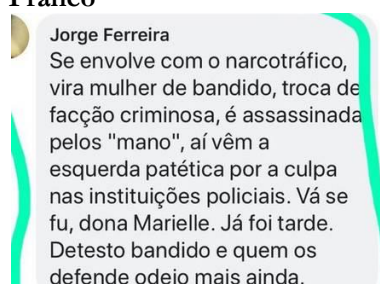 Franco
Jorge Ferreira
Se envolve com o narcotráfico,
vira mulher de bandido, troca de
facção criminosa, é assassinada
pelos "mano", aí vêm a
esquerda patética por a culpa
nas instituições policiais. Vá se
fu, dona Marielle. Já foi tarde.
Detesto bandido e quem os
defende odeio mais ainda.